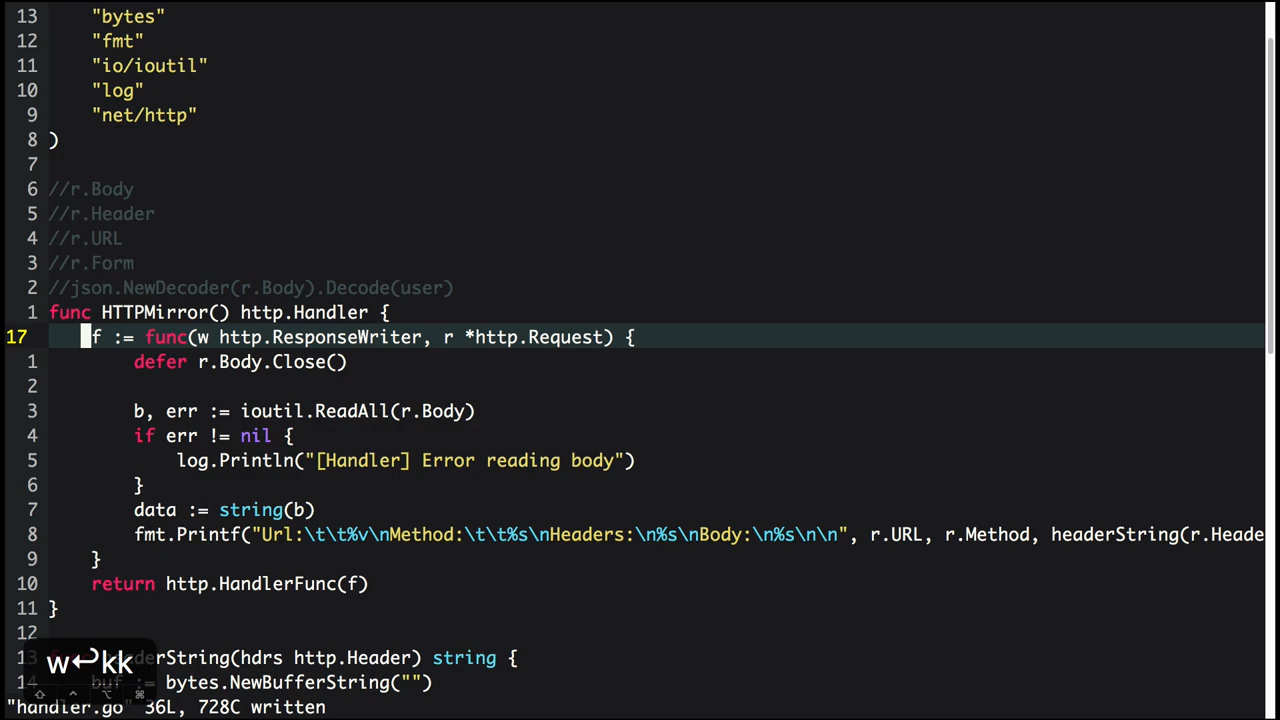 13 "bytes"
12 "fmt"
11 "io/ioutil"
10 "log"
9 "net/http"
8 )
7
6 //r.Body
5 //r.Header
4 //r.URL
3 //r.Form
2 //json.NewDecoder(r.Body).Decode(user)
1 func HTTPMirror() http.Handler {
17 f := func(w http.ResponseWriter, r *http.Request) {
1 defer r.Body.Close()
2
3 b, err := ioutil.ReadAll(r.Body)
4 if err != nil {
5 log.Println("[Handler] Error reading body")
6 }
7 data := string(b)
8 fmt.Printf("Url:\t\t%v\nMethod:\t\t%s\nHeaders:\n%s\nBody:\n%s\n\n", r.URL, r.Method, headerString(r.Heade
9 }
10 return http.HandlerFunc(f)
11 }
12
13 derString(hdrs http.Header) string {
14 buf := bytes.NewBufferString("")
w↩kk
⇧ ^ ⌥ ⌘
"handler.go" 36L, 728C written